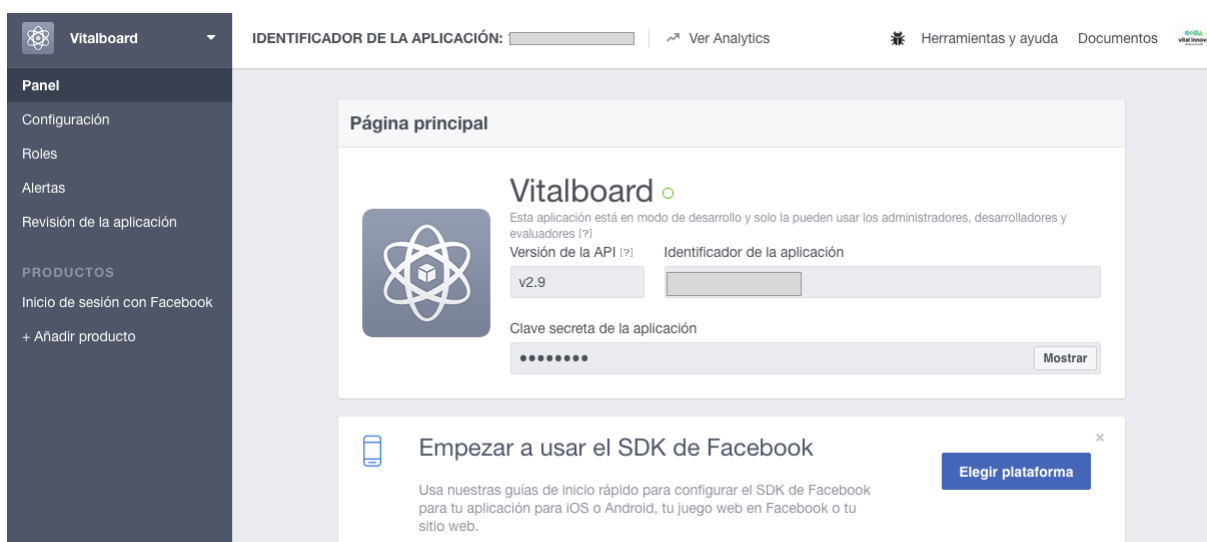 Vitalboard
IDENTIFICADOR DE LA APLICACIÓN:
Ver Analytics
Herramientas y ayuda
Documentos
Panel
Configuración
Roles
Alertas
Revisión de la aplicación
PRODUCTOS
Inicio de sesión con Facebook
+ Añadir producto
Página principal
Vitalboard
Esta aplicación está en modo de desarrollo y solo la pueden usar los administradores, desarrolladores y
evaluadores [?]
Versión de la API [?]
Identificador de la aplicación
v2.9
Clave secreta de la aplicación
●●●●●●●●
Mostrar
Empezar a usar el SDK de Facebook
×
Elegir plataforma
Usa nuestras guías de inicio rápido para configurar el SDK de Facebook
para tu aplicación para iOS o Android, tu juego web en Facebook o tu
sitio web.